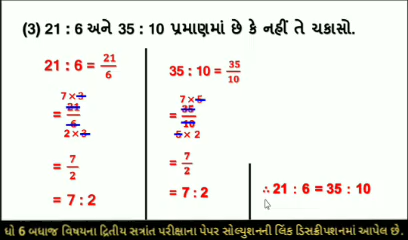 (3) 21 : 6 અને 35 : 10 પ્રમાણમાં છે કે નહીં તે ચકાસો.
21 : 6 = 21/6
7 × 3
= 21/6
2 × 3
= 7/2
= 7 : 2
35 : 10 = 35/10
7 × 5
= 35/10
5 × 2
= 7/2
= 7 : 2
∴ 21 : 6 = 35 : 10
ધો 6 બધાજ વિષયના દ્વિતીય સત્રાંત પરીક્ષાના પેપર સોલ્યુશનની લિંક ડિસક્રીપશનમાં આપેલ છે.